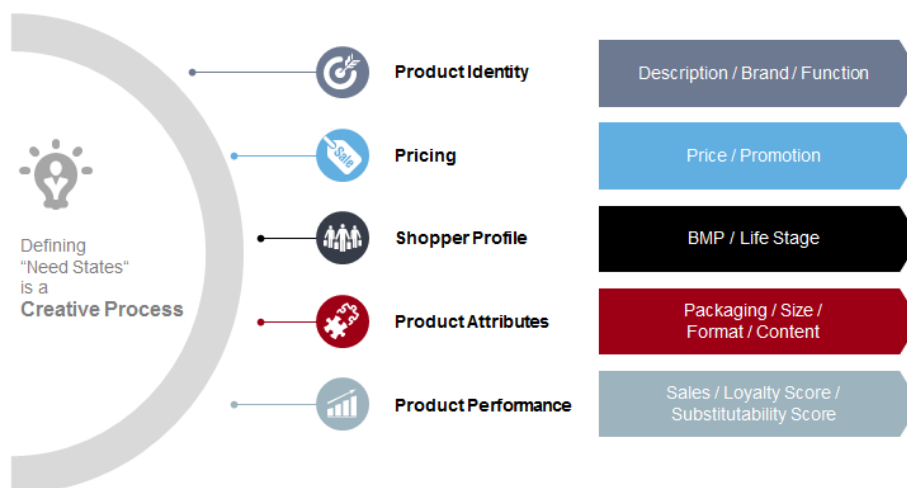 Product Identity
Description / Brand / Function
Sale
Pricing
Price / Promotion
Defining
"Need States"
is a
Creative Process
Shopper Profile
BMP / Life Stage
Product Attributes
Packaging / Size /
Format / Content
Product Performance
Sales / Loyalty Score /
Substitutability Score